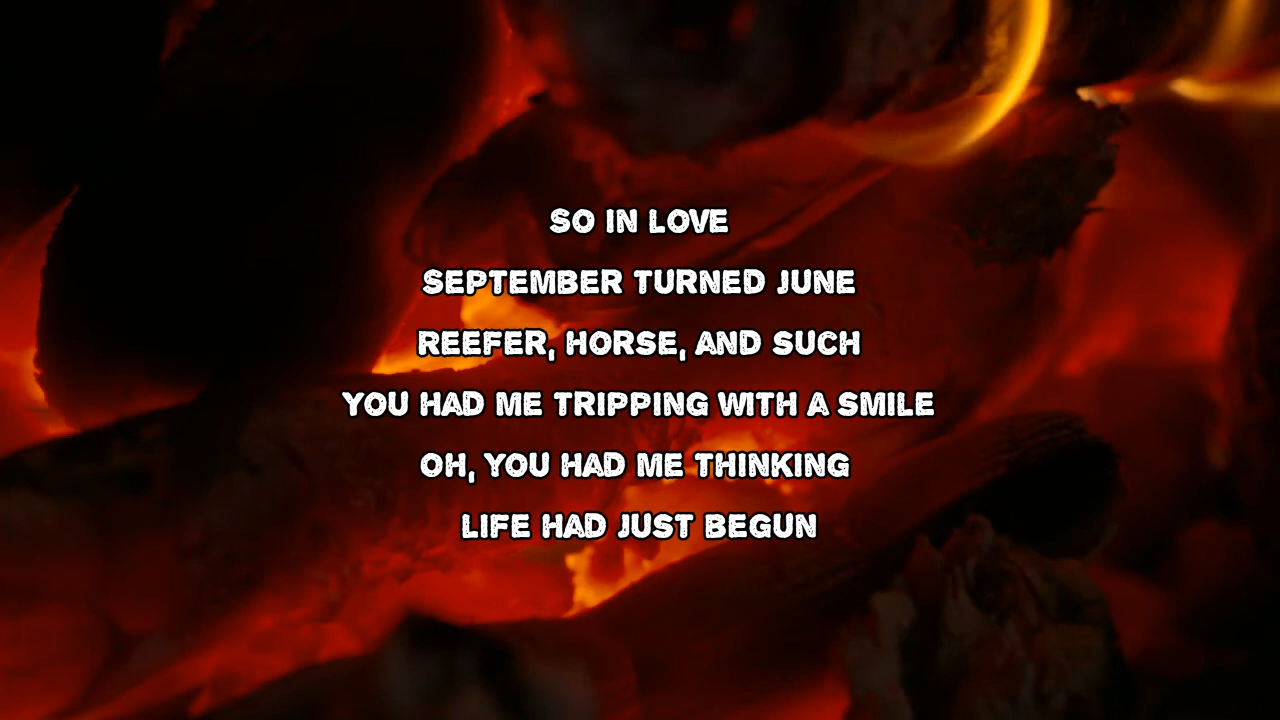 SO IN LOVE
SEPTEMBER TURNED JUNE
REEFER, HORSE, AND SUCH
YOU HAD ME TRIPPING WITH A SMILE
OH, YOU HAD ME THINKING
LIFE HAD JUST BEGUN